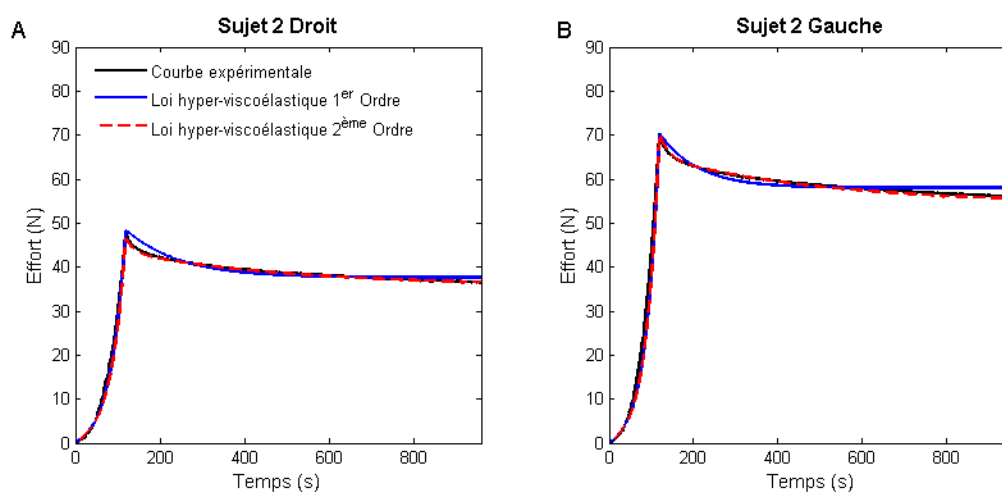 A
Sujet 2 Droit
90
80
70
60
50
40
30
20
10
0
Effort (N)
Courbe expérimentale
Loi hyper-viscoélastique 1er Ordre
Loi hyper-viscoélastique 2ème Ordre
0 200 400 600 800
Temps (s)
B
Sujet 2 Gauche
90
80
70
60
50
40
30
20
10
0
Effort (N)
0 200 400 600 800
Temps (s)